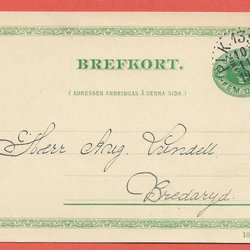 BREFKORT.
(ADRESSEN ANBRINGAS Å DENNA SIDA.)
Herr Aug. Lindell
Bredaryd.